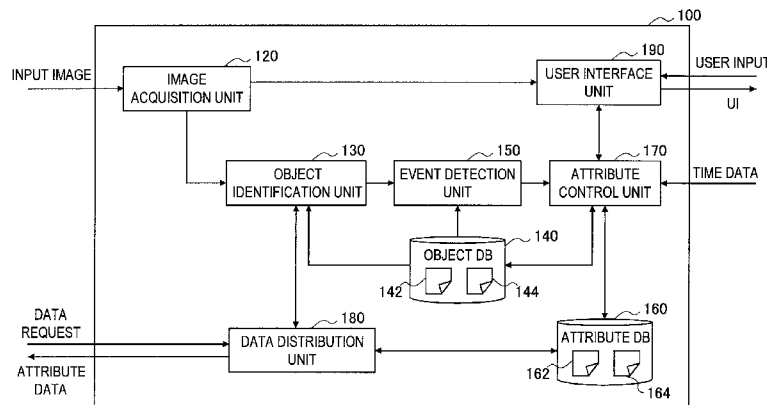 100
120
190
INPUT IMAGE
IMAGE
ACQUISITION UNIT
USER INTERFACE
UNIT
USER INPUT
UI
130
150
170
OBJECT
IDENTIFICATION UNIT
EVENT DETECTION
UNIT
ATTRIBUTE
CONTROL UNIT
TIME DATA
140
OBJECT DB
142
144
DATA
REQUEST
180
160
DATA DISTRIBUTION
UNIT
ATTRIBUTE DB
ATTRIBUTE
DATA
162
164